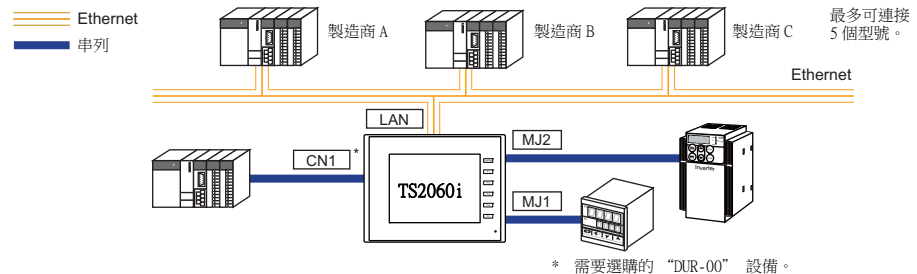 Ethernet
串列
製造商 A
製造商 B
製造商 C
最多可連接
5 個型號。
Ethernet
LAN
CN1
*
MJ2
MJ1
TS2060i
Inverter
* 需要選購的 “DUR-00” 設備。